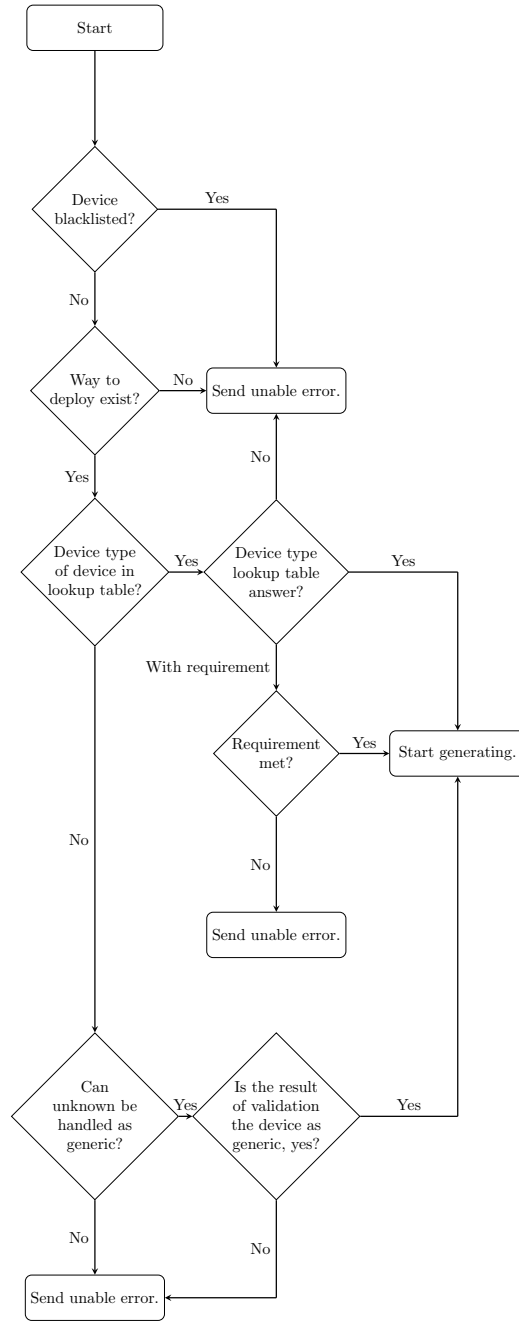 Start
Device
blacklisted?
Yes
No
Way to
deploy exist?
No
Send unable error.
Yes
No
Device type
of device in
lookup table?
Yes
Device type
lookup table
answer?
Yes
With requirement
Requirement
met?
Yes
Start generating.
No
No
Send unable error.
Can
unknown be
handled as
generic?
Yes
Is the result
of validation
the device as
generic, yes?
Yes
No
No
Send unable error.